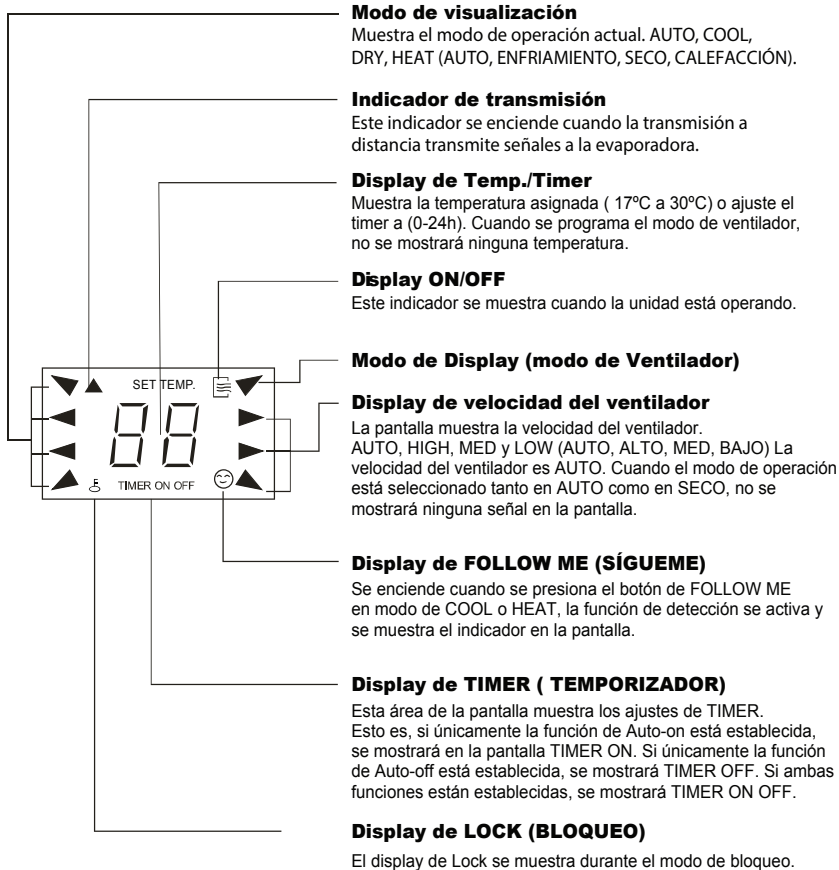 Modo de visualización
Muestra el modo de operación actual. AUTO, COOL,
DRY, HEAT (AUTO, ENFRIAMIENTO, SECO, CALEFACCIÓN).
Indicador de transmisión
Este indicador se enciende cuando la transmisión a
distancia transmite señales a la evaporadora.
Display de Temp./Timer
Muestra la temperatura asignada ( 17ºC a 30ºC) o ajuste el
timer a (0-24h). Cuando se programa el modo de ventilador,
no se mostrará ninguna temperatura.
Display ON/OFF
Este indicador se muestra cuando la unidad está operando.
Modo de Display (modo de Ventilador)
SET TEMP.
88
TIMER ON OFF
Display de velocidad del ventilador
La pantalla muestra la velocidad del ventilador.
AUTO, HIGH, MED y LOW (AUTO, ALTO, MED, BAJO) La
velocidad del ventilador es AUTO. Cuando el modo de operación
está seleccionado tanto en AUTO como en SECO, no se
mostrará ninguna señal en la pantalla.
Display de FOLLOW ME (SÍGUEME)
Se enciende cuando se presiona el botón de FOLLOW ME
en modo de COOL o HEAT, la función de detección se activa y
se muestra el indicador en la pantalla.
Display de TIMER ( TEMPORIZADOR)
Esta área de la pantalla muestra los ajustes de TIMER.
Esto es, si únicamente la función de Auto-on está establecida,
se mostrará en la pantalla TIMER ON. Si únicamente la función
de Auto-off está establecida, se mostrará TIMER OFF. Si ambas
funciones están establecidas, se mostrará TIMER ON OFF.
Display de LOCK (BLOQUEO)
El display de Lock se muestra durante el modo de bloqueo.